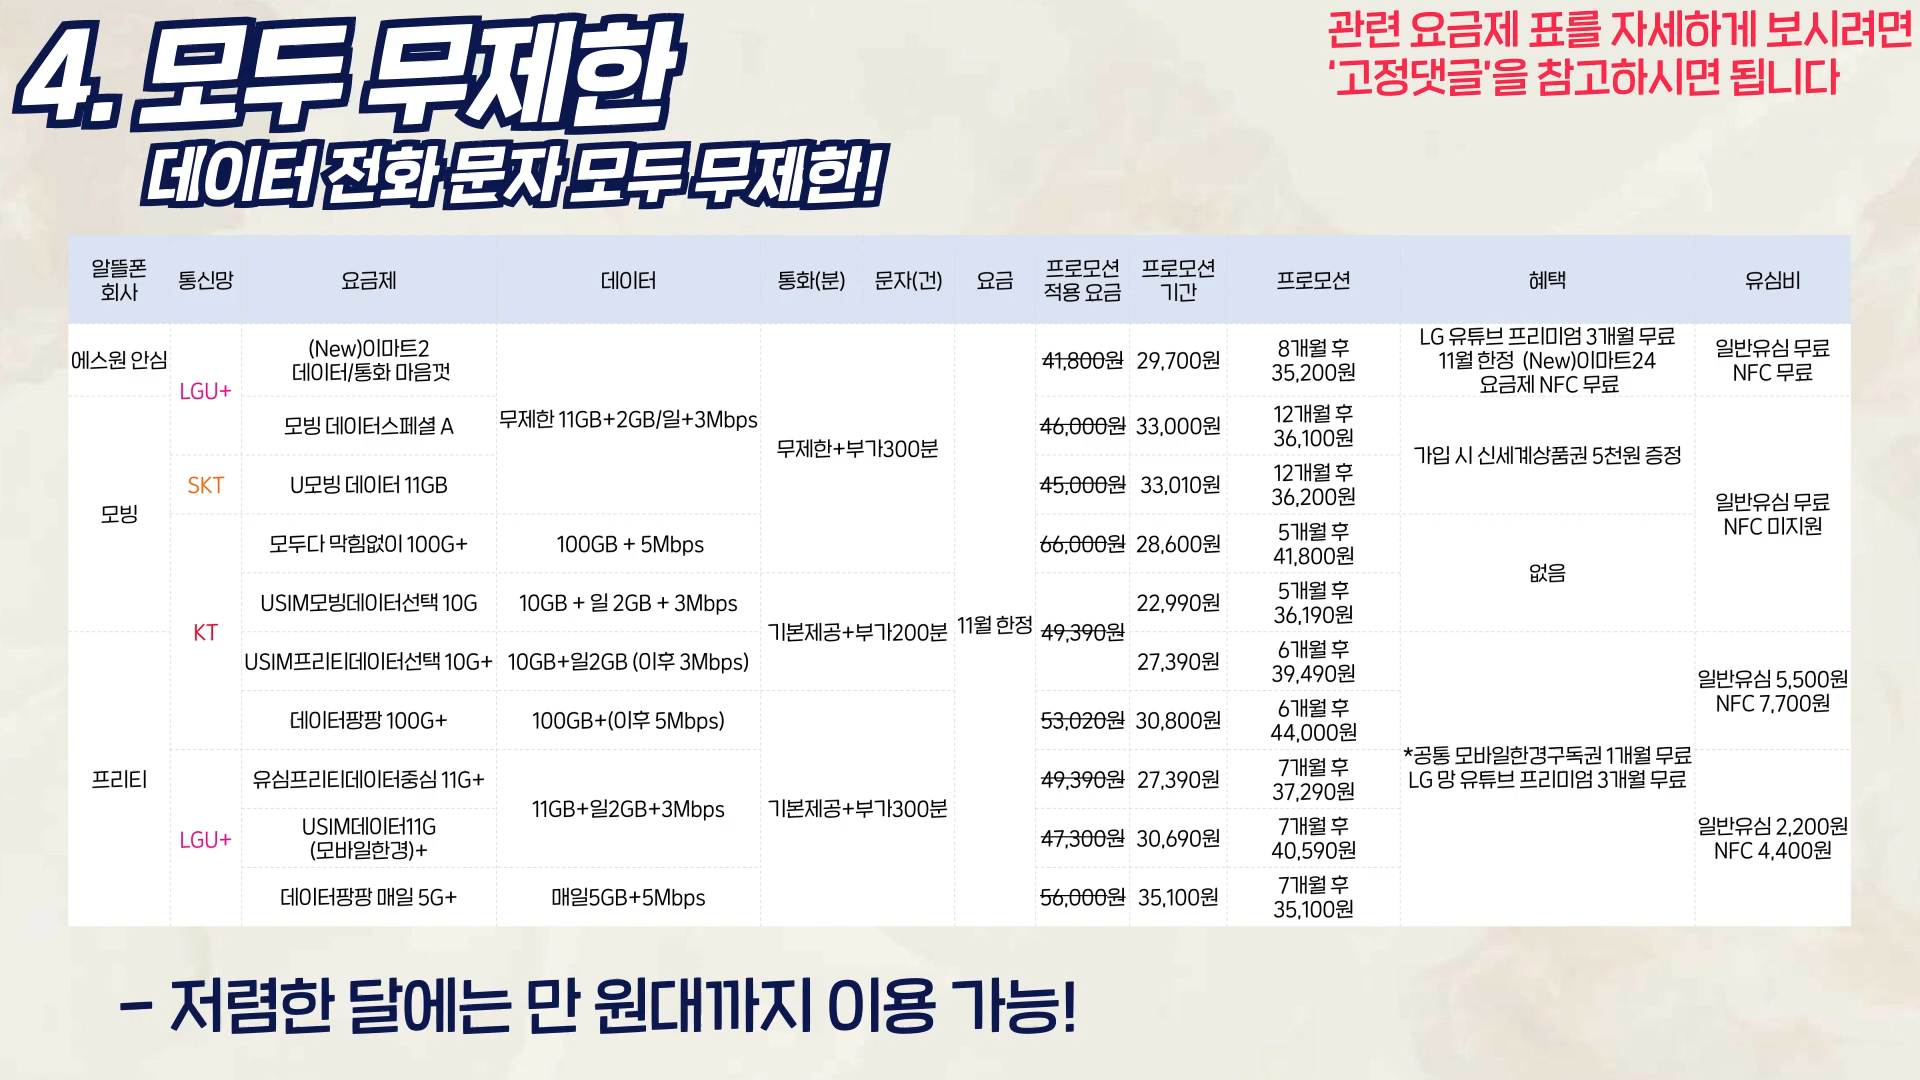 4. 모두 무제한
데이터 전화 문자 모두 무제한!
관련 요금제 표를 자세하게 보시려면
‘고정댓글’을 참고하시면 됩니다
알뜰폰
회사
통신망
요금제
데이터
통화(분)
문자(건)
요금
프로모션
적용 요금
프로모션
기간
프로모션
혜택
유심비
에스원 안심
LGU+
(New)이마트2
데이터/통화 마음껏
무제한 11GB+2GB/일+3Mbps
무제한+부가300분
11월 한정
41,800원
29,700원
8개월 후
35,200원
LG 유튜브 프리미엄 3개월 무료
11월 한정 (New)이마트24
요금제 NFC 무료
일반유심 무료
NFC 무료
모빙
모빙 데이터스페셜 A
46,000원
33,000원
12개월 후
36,100원
가입 시 신세계상품권 5천원 증정
일반유심 무료
NFC 미지원
SKT
U모빙 데이터 11GB
45,000원
33,010원
12개월 후
36,200원
KT
모두다 막힘없이 100G+
100GB + 5Mbps
66,000원
28,600원
5개월 후
41,800원
없음
USIM모빙데이터선택 10G
10GB + 일 2GB + 3Mbps
기본제공+부가200분
49,390원
22,990원
5개월 후
36,190원
프리티
USIM프리티데이터선택 10G+
10GB+일2GB (이후 3Mbps)
27,390원
6개월 후
39,490원
*공통 모바일한경구독권 1개월 무료
LG 망 유튜브 프리미엄 3개월 무료
일반유심 5,500원
NFC 7,700원
데이터팡팡 100G+
100GB+(이후 5Mbps)
기본제공+부가300분
53,020원
30,800원
6개월 후
44,000원
LGU+
유심프리티데이터중심 11G+
11GB+일2GB+3Mbps
49,390원
27,390원
7개월 후
37,290원
일반유심 2,200원
NFC 4,400원
USIM데이터11G
(모바일한경)+
47,300원
30,690원
7개월 후
40,590원
데이터팡팡 매일 5G+
매일5GB+5Mbps
56,000원
35,100원
7개월 후
35,100원
- 저렴한 달에는 만 원대까지 이용 가능!